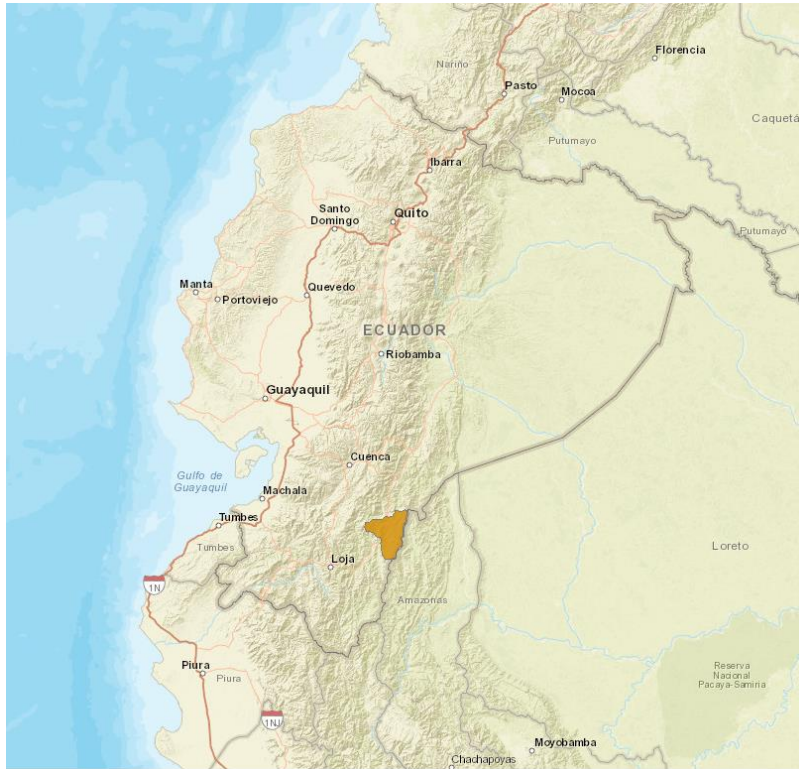 Florencia
Nariño
Pasto
Mocoa
Caquetá
Putumayo
Ibarra
Santo
Domingo
Quito
Putumayo
Manta
Portoviejo
Quevedo
ECUADOR
Riobamba
Guayaquil
Cuenca
Gulfo de
Guayaquil
Machala
Tumbes
Tumbes
Loreto
Loja
1N
Amazonas
Piura
Piura
Reserva
Nacional
Pacaya-Samiria
1NJ
Moyobamba
Chachapoyas